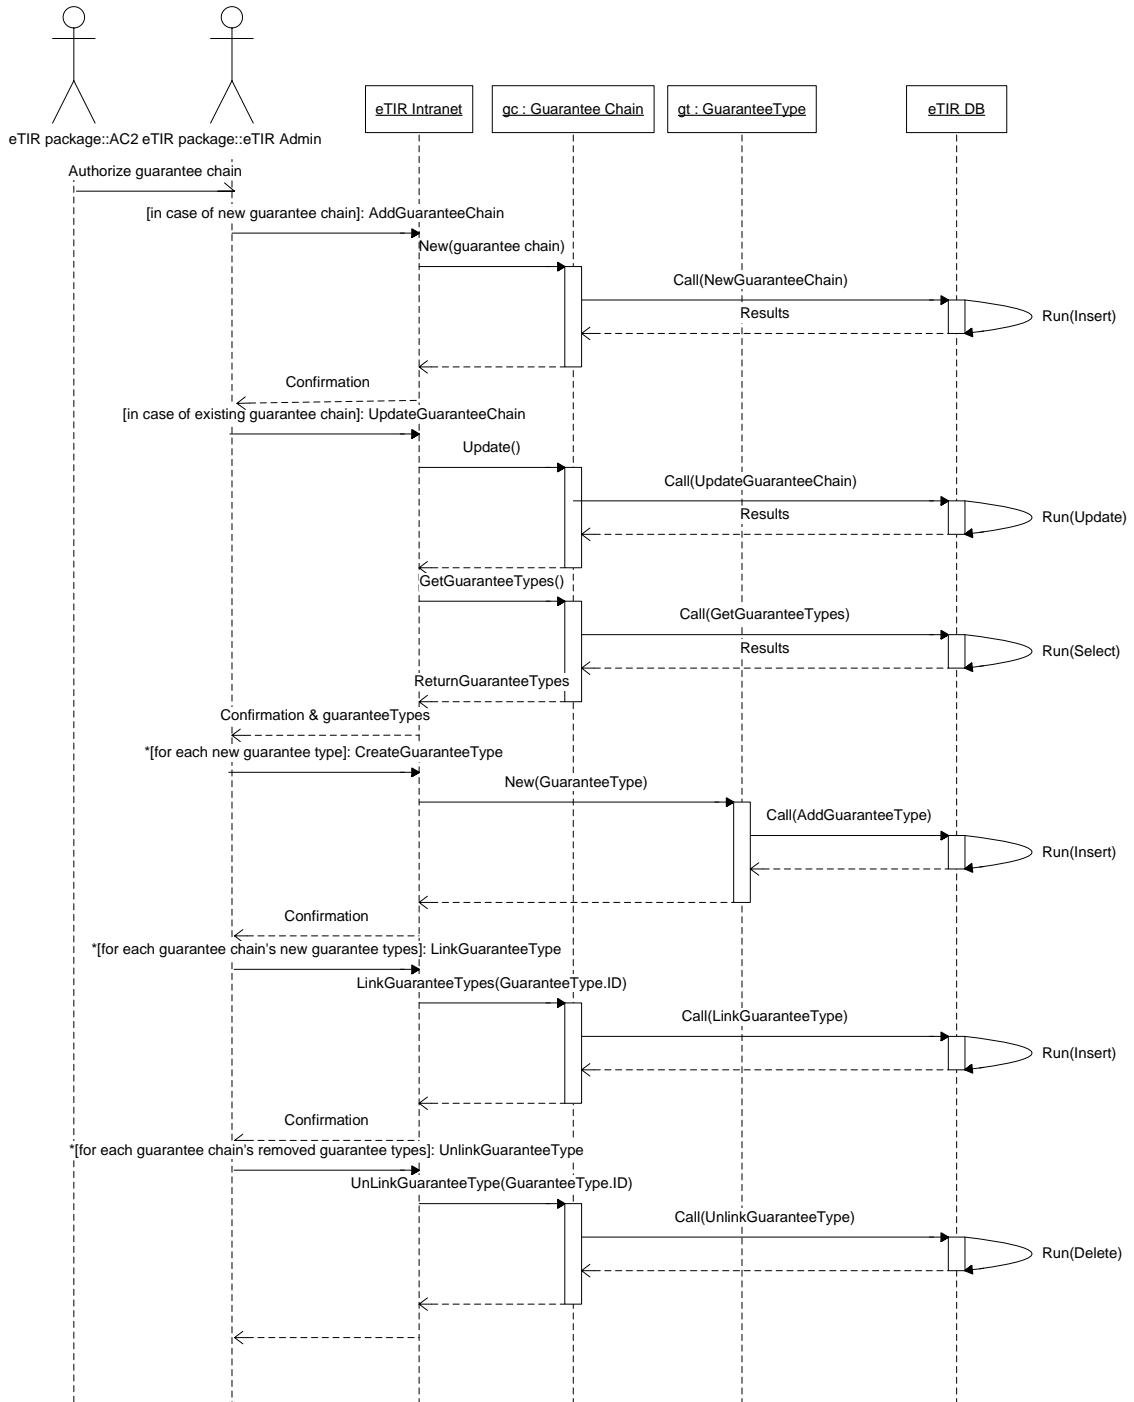 eTIR Intranet
gc : Guarantee Chain
gt : GuaranteeType
eTIR DB
eTIR package::AC2
eTIR package::eTIR Admin
Authorize guarantee chain
[in case of new guarantee chain]: AddGuaranteeChain
New(guarantee chain)
Call(NewGuaranteeChain)
Results
Run(Insert)
Confirmation
[in case of existing guarantee chain]: UpdateGuaranteeChain
Update()
Call(UpdateGuaranteeChain)
Results
Run(Update)
GetGuaranteeTypes()
Call(GetGuaranteeTypes)
Results
Run(Select)
ReturnGuaranteeTypes
Confirmation & guaranteeTypes
*[for each new guarantee type]: CreateGuaranteeType
New(GuaranteeType)
Call(AddGuaranteeType)
Run(Insert)
Confirmation
*[for each guarantee chain's new guarantee types]: LinkGuaranteeType
LinkGuaranteeTypes(GuaranteeType.ID)
Call(LinkGuaranteeType)
Run(Insert)
Confirmation
*[for each guarantee chain's removed guarantee types]: UnlinkGuaranteeType
UnLinkGuaranteeType(GuaranteeType.ID)
Call(UnlinkGuaranteeType)
Run(Delete)